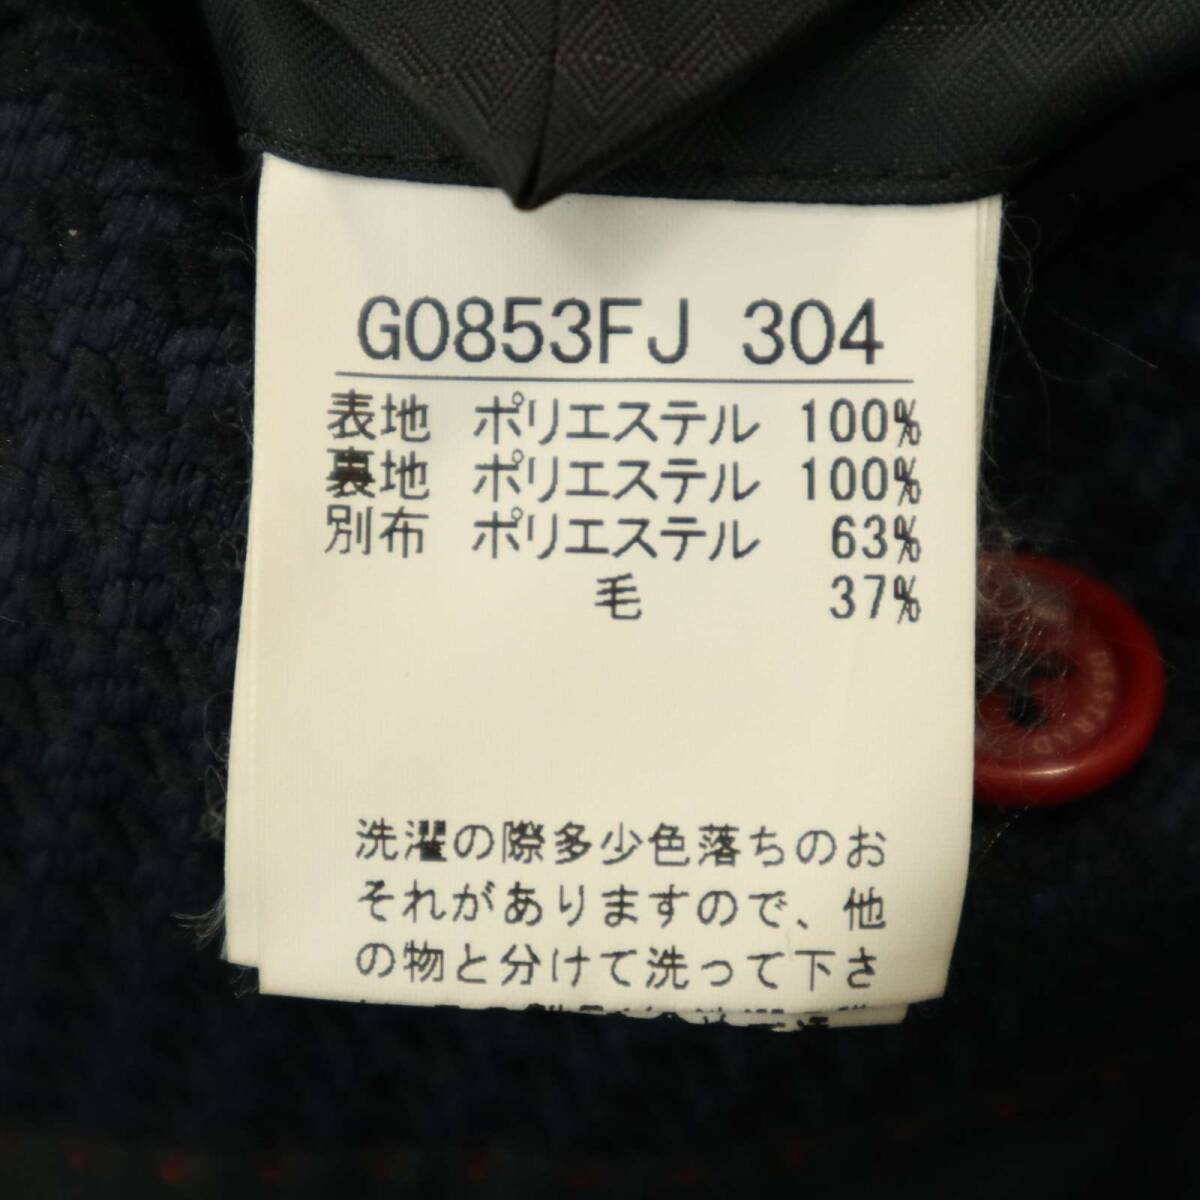 G0853FJ 304
表地 ポリエステル 100%
裏地 ポリエステル 100%
別布 ポリエステル 63%
毛 37%
洗濯の際多少色落ちのお
それがありますので、他
の物と分けて洗って下さ